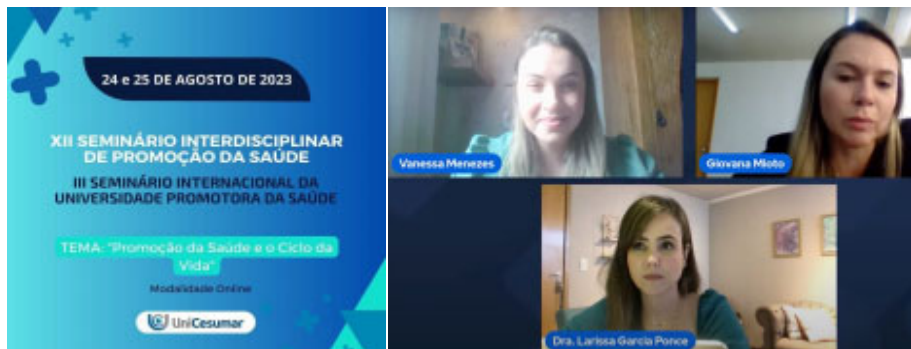 24 e 25 DE AGOSTO DE 2023
XII SEMINÁRIO INTERDISCIPLINAR
DE PROMOÇÃO DA SAÚDE
III SEMINÁRIO INTERNACIONAL DA
UNIVERSIDADE PROMOTORA DA SAÚDE
TEMA: "Promoção da Saúde e o Ciclo da
Vida"
Modalidade Online
UniCesumar
Vanessa Menezes
Giovana Mioto
Dra. Larissa Garcia Ponce